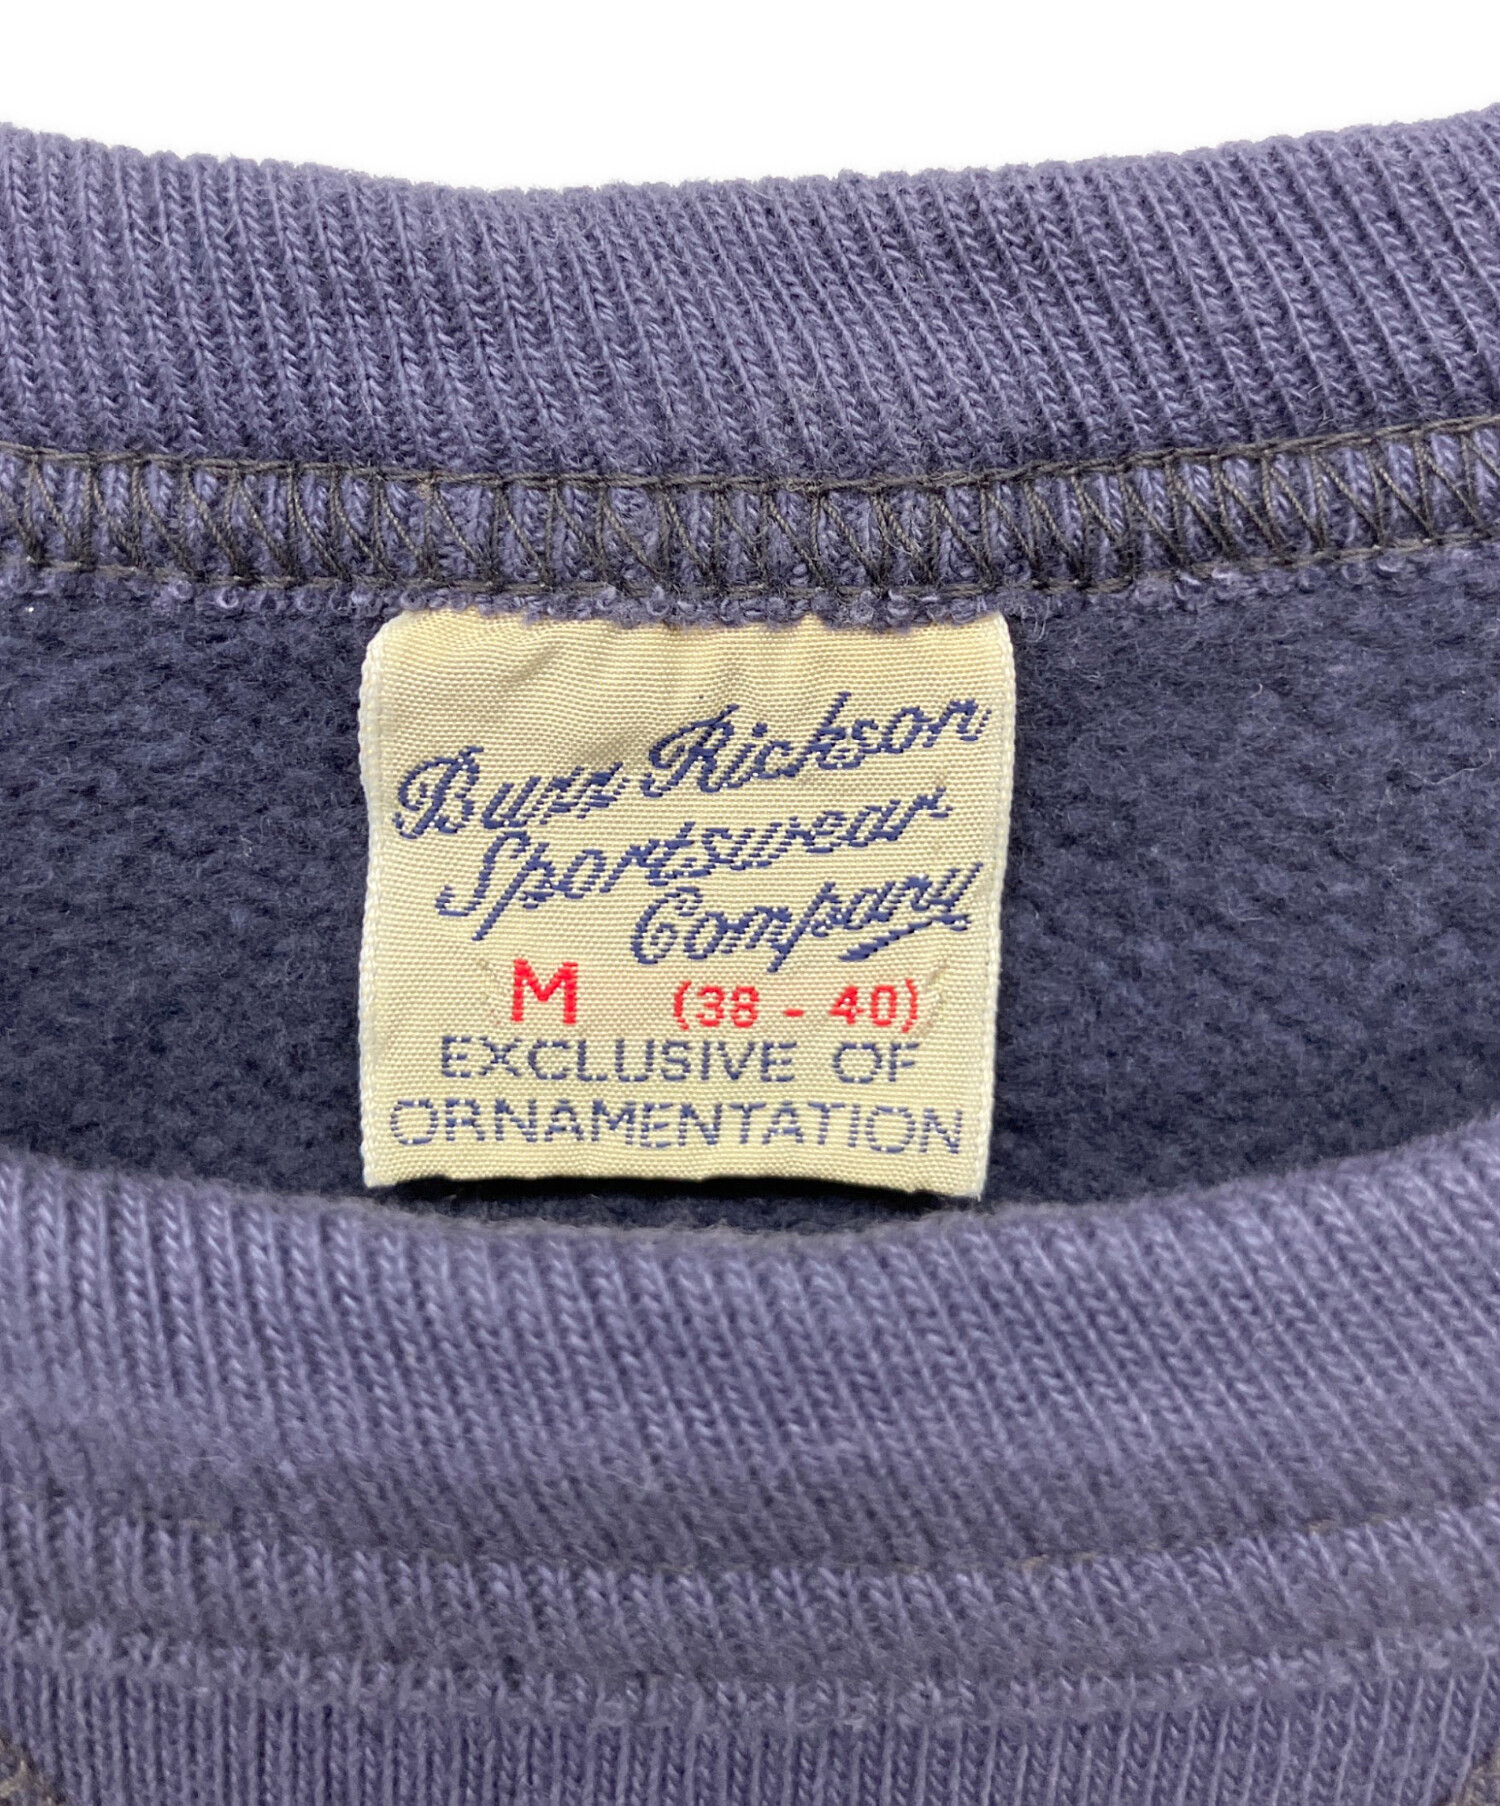 Buzz Rickson
Sportswear
Company
M (38 - 40)
EXCLUSIVE OF
ORNAMENTATION